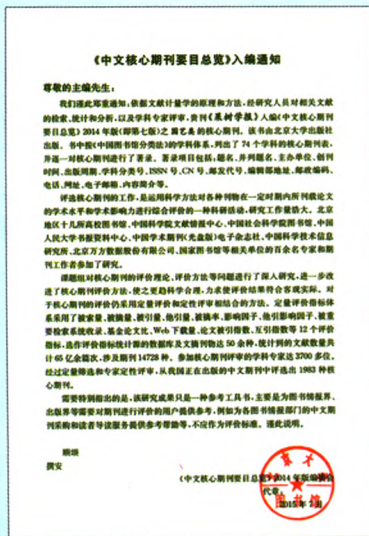 《中文核心期刊要目总览》入编通知
尊敬的主编先生：
我们谨此郑重通知：依据文献计量学的原理和方法，经研究人员对相关文献
的检索、统计和分析，以及学科专家评审，贵刊《果树学报》入编《中文核心期刊
要目总览》2014年版（即第七版）之园艺类的核心期刊。该书由北京大学出版社
出版。书中按《中国图书馆分类法》的学科体系，列出了74个学科的核心期刊表，
并逐一对核心期刊进行了著录。著录项目包括：题名、并列题名、主办单位、创刊
时间、出版周期、学科分类号、ISSN号、CN号、邮发代号、编辑部地址、邮政编码、
电话、网址、电子邮箱、内容简介等。
评选核心期刊的工作，是运用科学方法对各种刊物在一定时期内所刊载论文
的学术水平和学术影响力进行综合评价的一种科研活动，研究工作量浩大。北京
地区十几所高校图书馆、中国科学院文献情报中心、中国社会科学院图书馆、中国
人民大学书报资料中心、中国学术期刊（光盘版）电子杂志社、中国科学技术信息
研究所、北京万方数据股份有限公司、国家图书馆等相关单位的百余名专家和期
刊工作者参加了研究。
课题组对核心期刊的评价理论、评价方法等问题进行了深入研究，进一步改
进了核心期刊评价方法，使之更趋科学合理，力求使评价结果符合客观实际。对
于核心期刊的评价仍采用定量评价和定性评审相结合的方法。定量评价指标体
系采用了被索量、被摘量、被引量、他引量、被摘率、影响因子、他引影响因子、被重
要检索系统收录、基金论文比、Web下载量、论文被引指数、互引指数等12个评价
指标，选作评价指标统计源的数据库及文摘刊物达50余种，统计到的文献数量共
计65亿余篇次，涉及期刊14728种。参加核心期刊评审的学科专家达3700多位。
经过定量筛选和专家定性评审，从我国正在出版的中文期刊中评选出1983种核
心期刊。
需要特别指出的是，该研究成果只是一种参考工具书，主要是为图书情报界、
出版界等需要对期刊进行评价的用户提供参考，例如为各图书情报部门的中文期
刊采购和读者导读服务提供参考帮助等，不应作为评价标准。谨此说明。
顺颂
撰安
《中文核心期刊要目总览》2014年版编委会
代章：
2015年7月